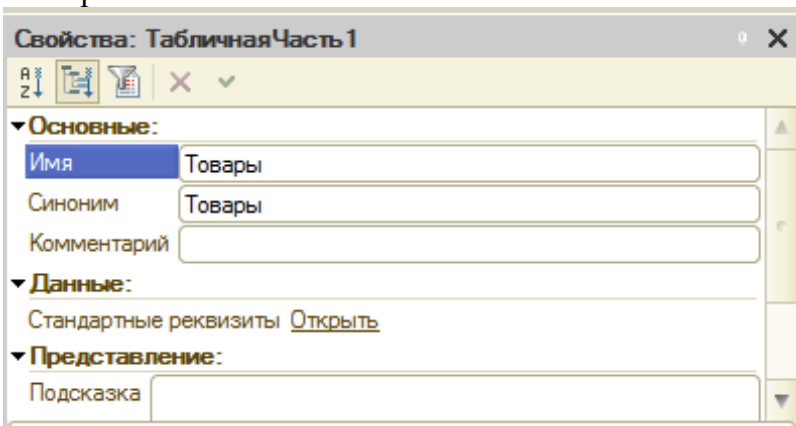 Свойства: ТабличнаяЧасть1
Основные:
Имя Товары
Синоним Товары
Комментарий
Данные:
Стандартные реквизиты Открыть
Представление:
Подсказка